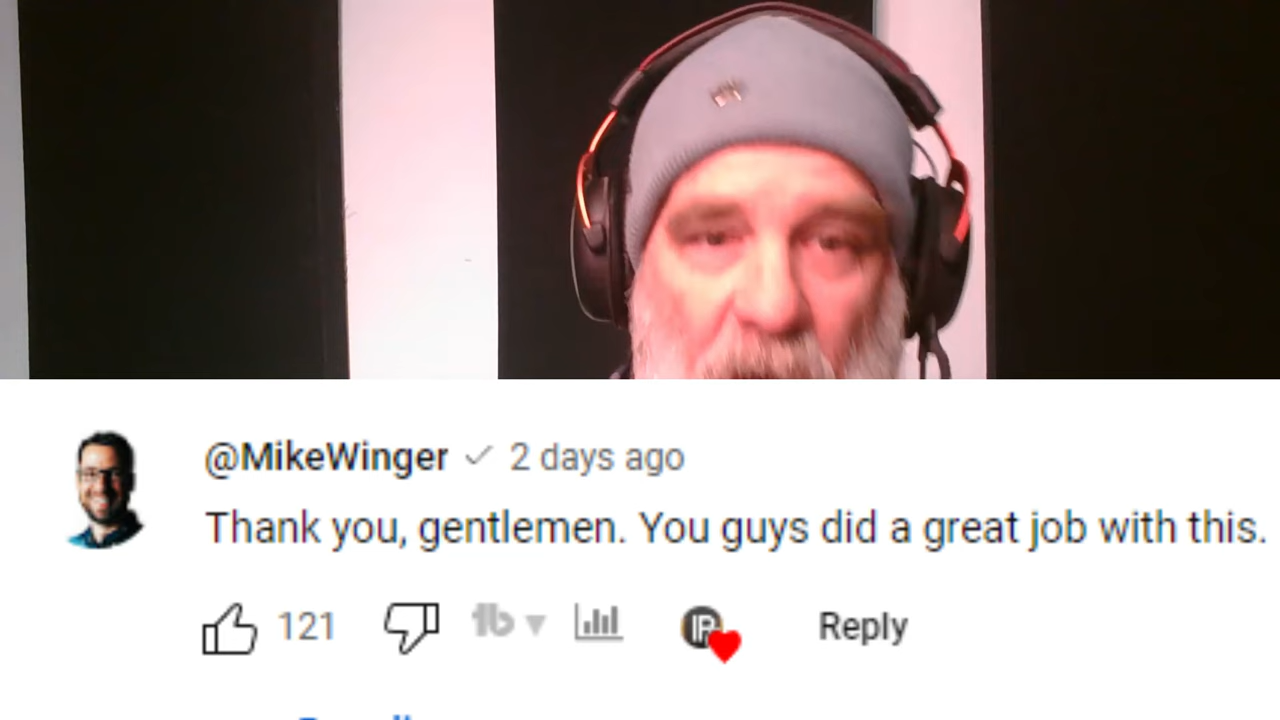 @MikeWinger 2 days ago
Thank you, gentlemen. You guys did a great job with this.
121 Reply